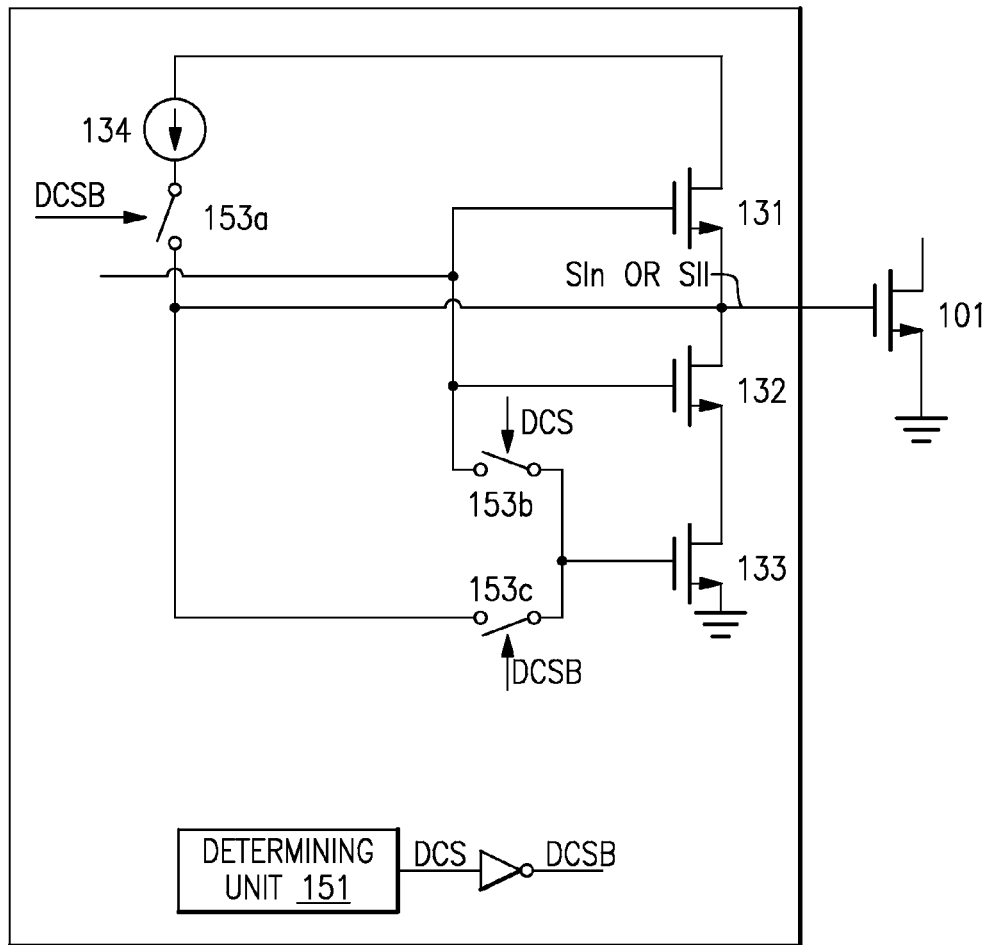 134
DCSB
153a
131
SIn OR SII
101
132
DCS
153b
133
153c
DCSB
DETERMINING
UNIT 151
DCS
DCSB